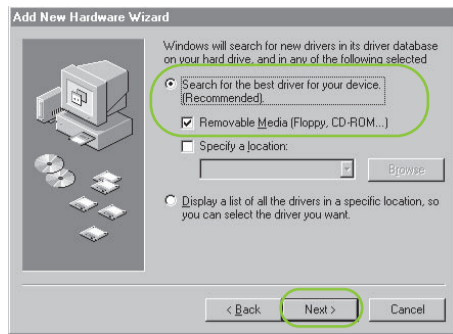 Add New Hardware Wizard
Windows will search for new drivers in its driver database
on your hard drive, and in any of the following selected
Search for the best driver for your device.
(Recommended).
Removable Media (Floppy, CD-ROM...)
Specify a location:
Browse
Display a list of all the drivers in a specific location, so
you can select the driver you want.
< Back
Next >
Cancel